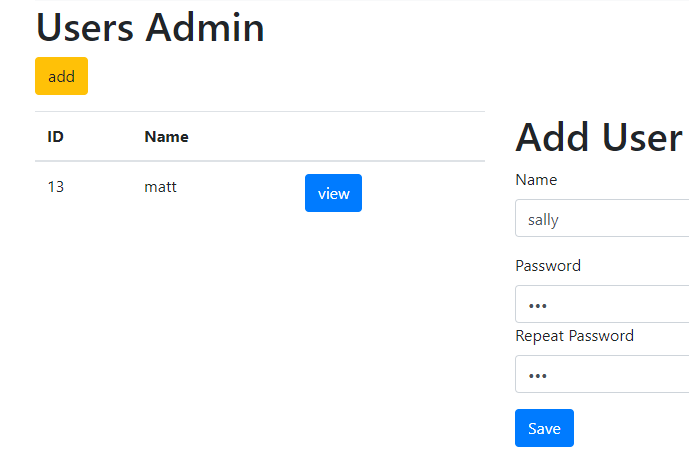 Users Admin
add
ID Name
13 matt view
Add User
Name
sally
Password
•••
Repeat Password
•••
Save